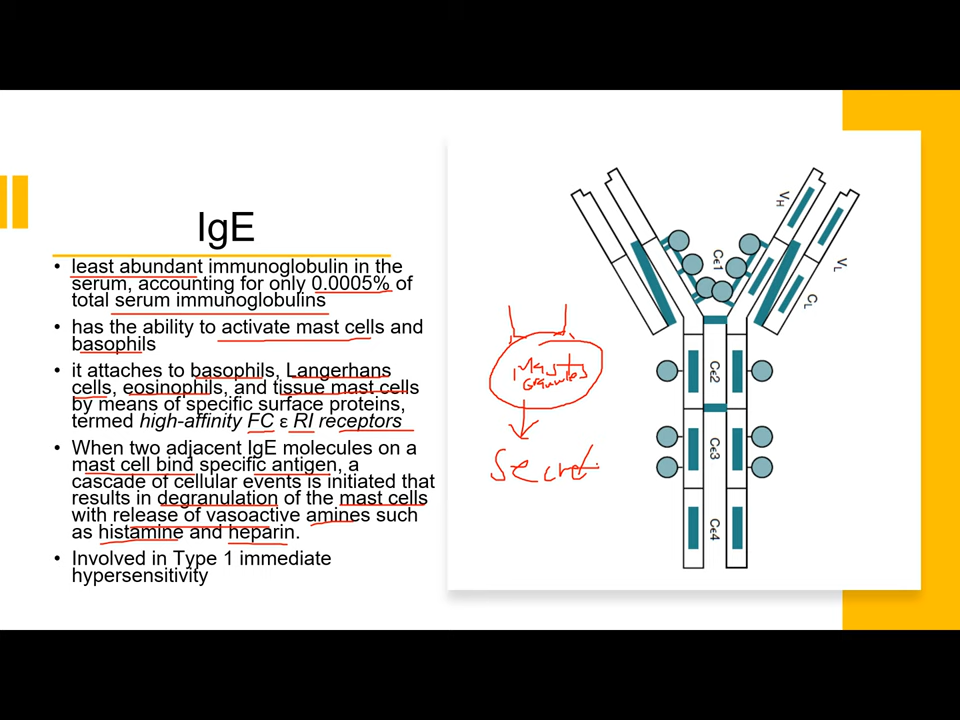 IgE
• least abundant immunoglobulin in the
serum, accounting for only 0.0005% of
total serum immunoglobulins
• has the ability to activate mast cells and
basophils
• it attaches to basophils, Langerhans
cells, eosinophils, and tissue mast cells
by means of specific surface proteins,
termed high-affinity FC ε RI receptors
• When two adjacent IgE molecules on a
mast cell bind specific antigen, a
cascade of cellular events is initiated that
results in degranulation of the mast cells
with release of vasoactive amines such
as histamine and heparin.
• Involved in Type 1 immediate
hypersensitivity
VH
VL
Cϵ1
CL
Cϵ2
Cϵ3
Cϵ4
Mast
Granules